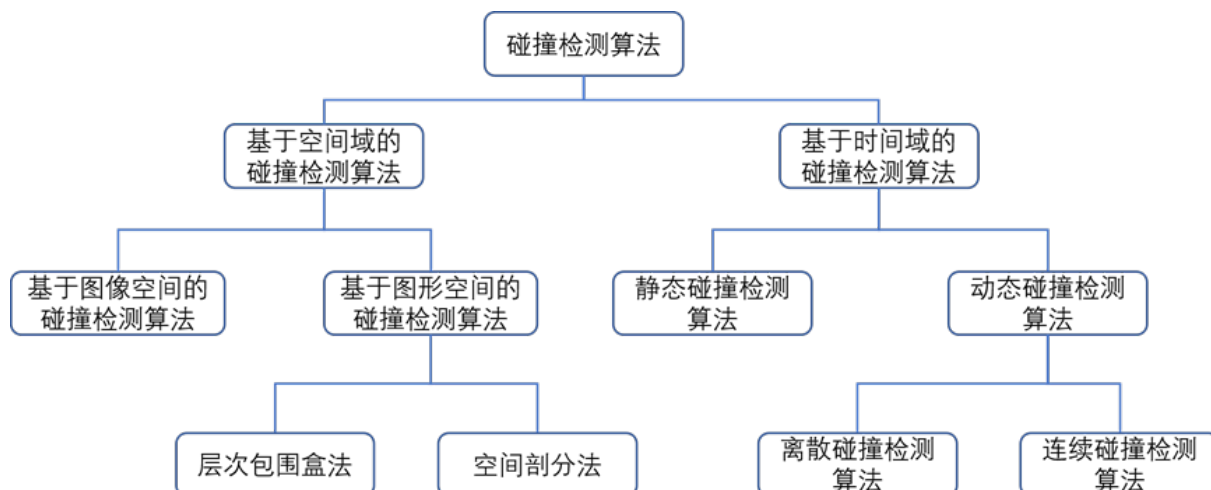 碰撞检测算法
基于空间域的
碰撞检测算法
基于时间域的
碰撞检测算法
基于图像空间的
碰撞检测算法
基于图形空间的
碰撞检测算法
静态碰撞检测
算法
动态碰撞检测
算法
层次包围盒法
空间剖分法
离散碰撞检测
算法
连续碰撞检测
算法